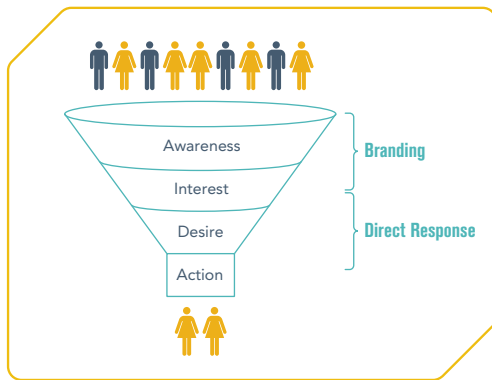 Awareness
Branding
Interest
Desire
Direct Response
Action